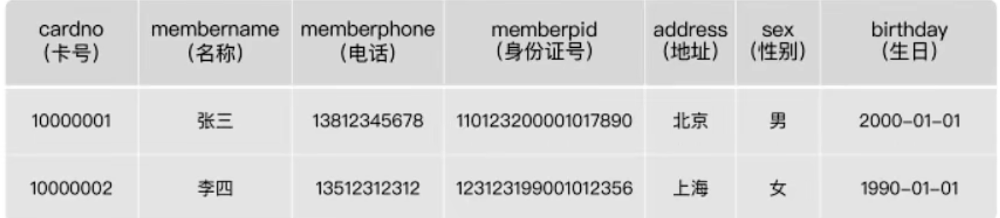 cardno membername memberphone memberpid address sex birthday
（卡号） （名称） （电话） （身份证号） （地址） （性别） （生日）
10000001 张三 13812345678 110123200001017890 北京 男 2000-01-01
10000002 李四 13512312312 123123199001012356 上海 女 1990-01-01